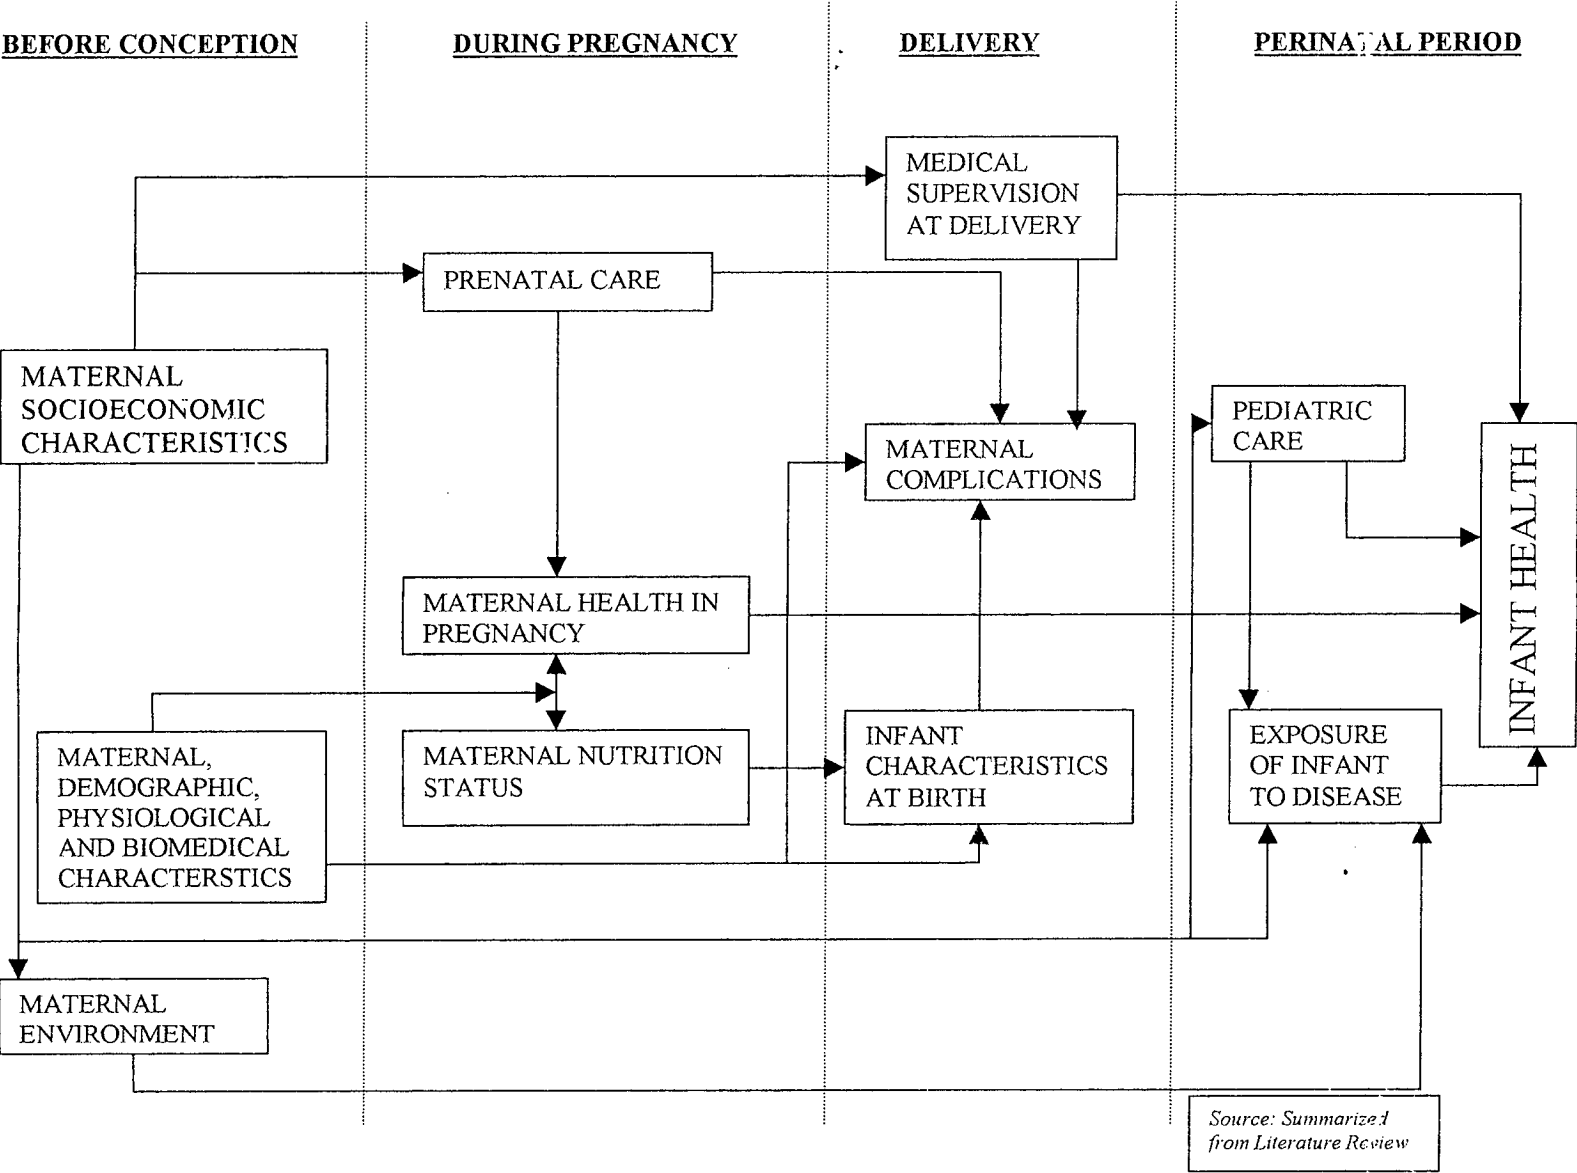 BEFORE CONCEPTION
DURING PREGNANCY
DELIVERY
PERINATAL PERIOD
MEDICAL
SUPERVISION
AT DELIVERY
PRENATAL CARE
MATERNAL
SOCIOECONOMIC
CHARACTERISTICS
PEDIATRIC
CARE
MATERNAL
COMPLICATIONS
INFANT HEALTH
MATERNAL HEALTH IN
PREGNANCY
MATERNAL,
DEMOGRAPHIC,
PHYSIOLOGICAL
AND BIOMEDICAL
CHARACTERSTICS
MATERNAL NUTRITION
STATUS
INFANT
CHARACTERISTICS
AT BIRTH
EXPOSURE
OF INFANT
TO DISEASE
MATERNAL
ENVIRONMENT
Source: Summarized
from Literature Review